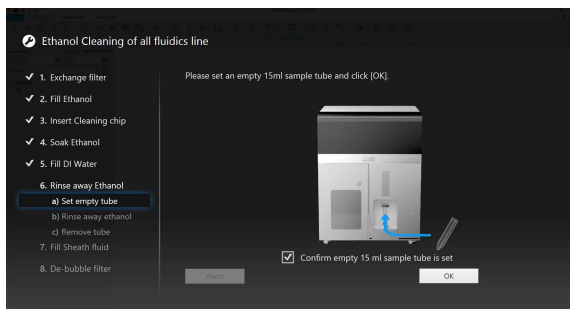 Ethanol Cleaning of all fluidics line
Please set an empty 15ml sample tube and click [OK].
1. Exchange filter
2. Fill Ethanol
3. Insert Cleaning chip
4. Soak Ethanol
5. Fill DI Water
6. Rinse away Ethanol
a) Set empty tube
b) Rinse away ethanol
c) Remove tube
7. Fill Sheath fluid
8. De-bubble filter
Confirm empty 15 ml sample tube is set
Abort
OK